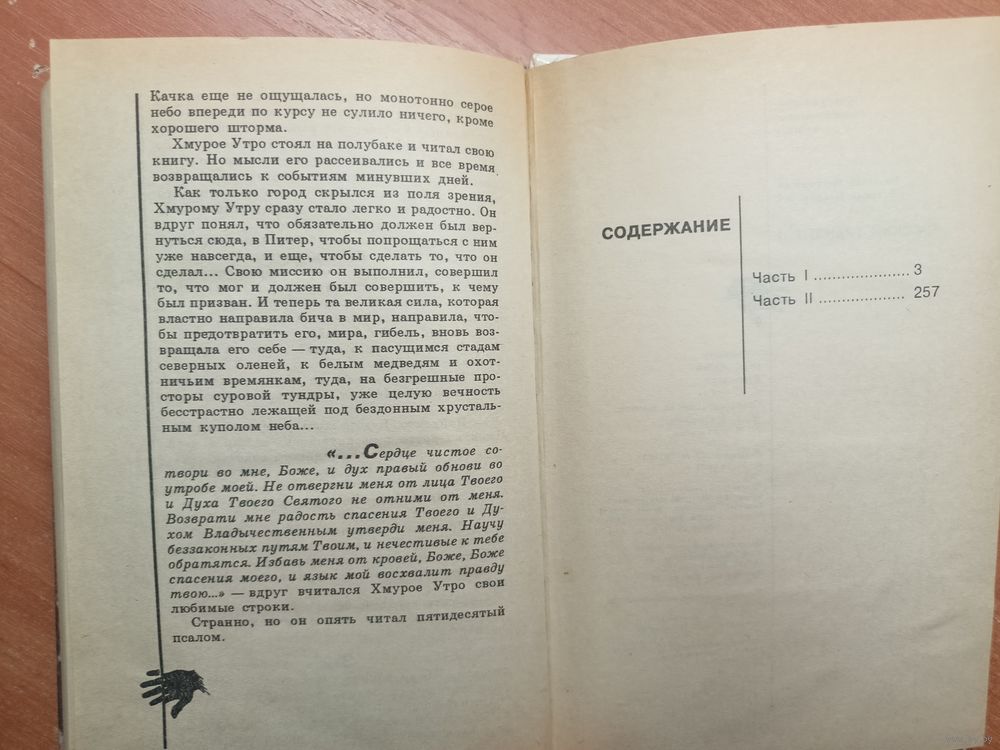 Качка еще не ощущалась, но монотонно серое
небо впереди по курсу не сулило ничего, кроме
хорошего шторма.
Хмурое Утро стоял на полубаке и читал свою
книгу. Но мысли его рассеивались и все время
возвращались к событиям минувших дней.
Как только город скрылся из поля зрения,
Хмурому Утру сразу стало легко и радостно. Он
вдруг понял, что обязательно должен был вер-
нуться сюда, в Питер, чтобы попрощаться с ним
уже навсегда, и еще, чтобы сделать то, что он
сделал... Свою миссию он выполнил, совершил
то, что мог и должен был совершить, к чему
был призван. И теперь та великая сила, которая
властно направила бича в мир, направила, что-
бы предотвратить его, мира, гибель, вновь воз-
вращала его себе — туда, к пасущимся стадам
северных оленей, к белым медведям и охот-
ничьим времянкам, туда, на безгрешные про-
сторы суровой тундры, уже целую вечность
бесстрастно лежащей под бездонным хрусталь-
ным куполом неба...
«...Сердце чистое со-
твори во мне, Боже, и дух правый обнови во
утробе моей. Не отвергни меня от лица Твоего
и Духа Твоего Святого не отними от меня.
Возврати мне радость спасения Твоего и Ду-
хом Владычественным утверди меня. Научу
беззаконных путям Твоим, и нечестивые к тебе
обратятся. Избавь меня от кровей, Боже, Боже
спасения моего, и язык мой восхвалит правду
твою...» — вдруг вчитался Хмурое Утро свои
любимые строки.
Странно, но он опять читал пятидесятый
псалом.
СОДЕРЖАНИЕ
Часть I ..................... 3
Часть II ................... 257